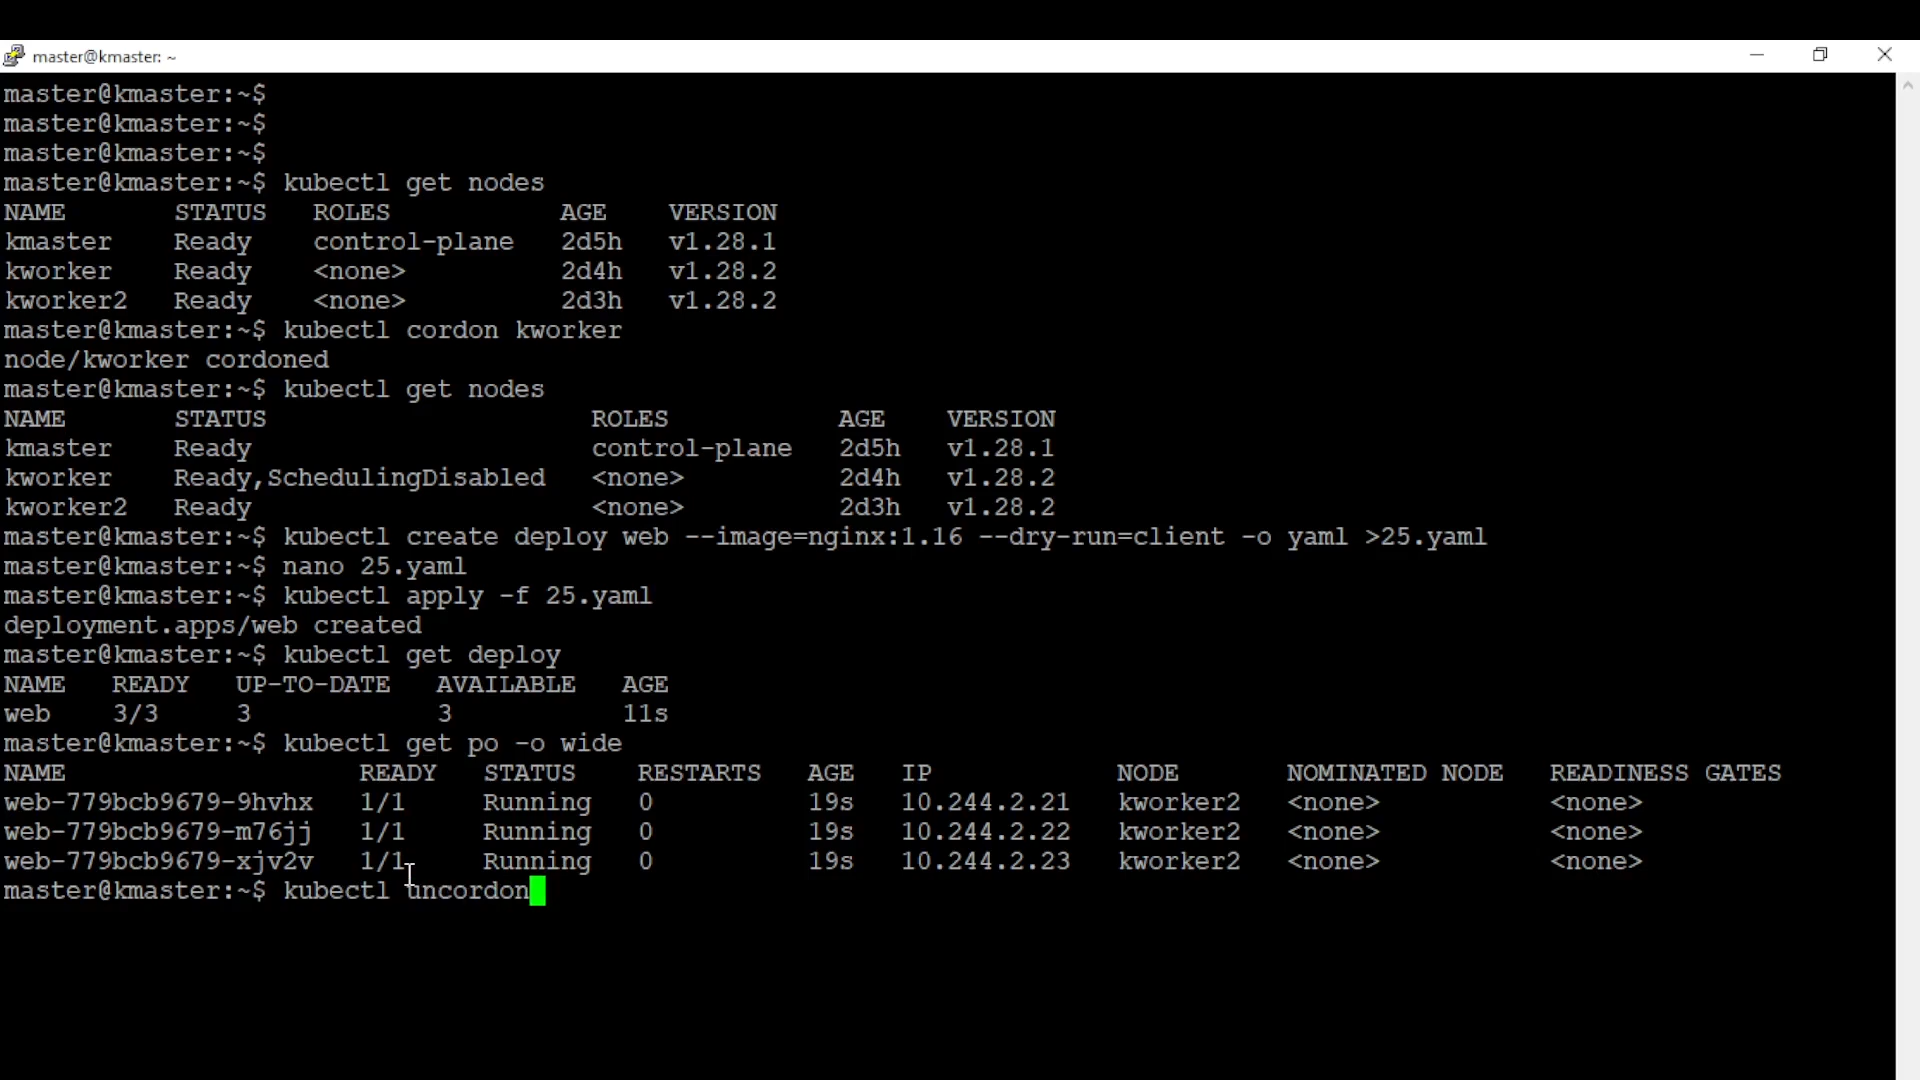 master@kmaster: ~
master@kmaster:~$
master@kmaster:~$
master@kmaster:~$
master@kmaster:~$ kubectl get nodes
NAME       STATUS   ROLES           AGE    VERSION
kmaster    Ready    control-plane   2d5h   v1.28.1
kworker    Ready    <none>          2d4h   v1.28.2
kworker2   Ready    <none>          2d3h   v1.28.2
master@kmaster:~$ kubectl cordon kworker
node/kworker cordoned
master@kmaster:~$ kubectl get nodes
NAME       STATUS                     ROLES           AGE    VERSION
kmaster    Ready                      control-plane   2d5h   v1.28.1
kworker    Ready,SchedulingDisabled   <none>          2d4h   v1.28.2
kworker2   Ready                      <none>          2d3h   v1.28.2
master@kmaster:~$ kubectl create deploy web --image=nginx:1.16 --dry-run=client -o yaml >25.yaml
master@kmaster:~$ nano 25.yaml
master@kmaster:~$ kubectl apply -f 25.yaml
deployment.apps/web created
master@kmaster:~$ kubectl get deploy
NAME   READY   UP-TO-DATE   AVAILABLE   AGE
web    3/3     3            3           11s
master@kmaster:~$ kubectl get po -o wide
NAME                   READY   STATUS    RESTARTS   AGE   IP            NODE       NOMINATED NODE   READINESS GATES
web-779bcb9679-9hvhx   1/1     Running   0          19s   10.244.2.21   kworker2   <none>           <none>
web-779bcb9679-m76jj   1/1     Running   0          19s   10.244.2.22   kworker2   <none>           <none>
web-779bcb9679-xjv2v   1/1     Running   0          19s   10.244.2.23   kworker2   <none>           <none>
master@kmaster:~$ kubectl uncordon